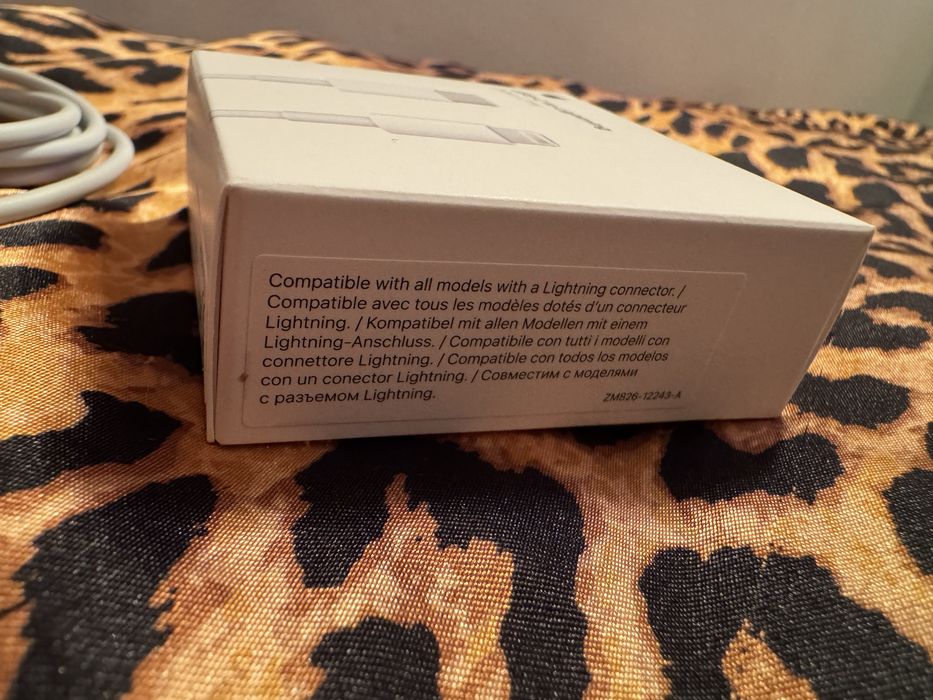 Compatible with all models with a Lightning connector. /
Compatible avec tous les modèles dotés d'un connecteur
Lightning. / Kompatibel mit allen Modellen mit einem
Lightning-Anschluss. / Compatibile con tutti i modelli con
connettore Lightning. / Compatible con todos los modelos
con un conector Lightning. / Совместим с моделями
с разъемом Lightning.
ZM826-12243-A